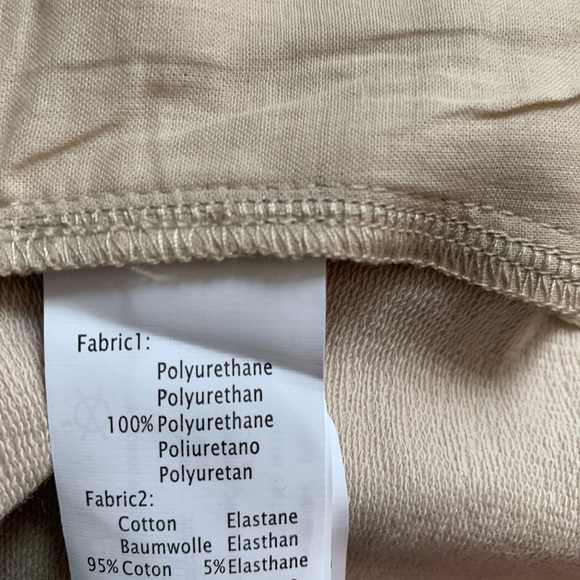 Fabric1:
Polyurethane
Polyurethan
100% Polyurethane
Poliuretano
Polyuretan
Fabric2:
Cotton Elastane
Baumwolle Elasthan
95% Coton 5% Elasthane